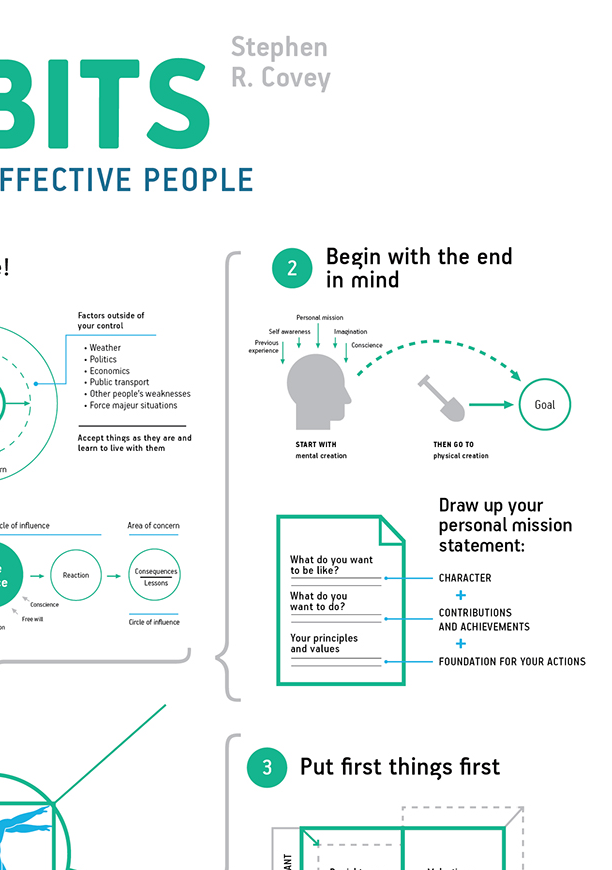 BITS
Stephen
R. Covey
FFECTIVE PEOPLE
e!
Factors outside of
your control
• Weather
• Politics
• Economics
• Public transport
• Other people's weaknesses
• Force majeur situations
Accept things as they are and
learn to live with them
rn
cle of influence
Area of concern
e
ce
Reaction
Consequences
Lessons
Conscience
Free will
on
Circle of influence
2
Begin with the end
in mind
Personal mission
Self awareness
Imagination
Previous
experience
Conscience
START WITH
mental creation
THEN GO TO
physical creation
Goal
Draw up your
personal mission
statement:
What do you want
to be like?
What do you
want to do?
Your principles
and values
CHARACTER
+
CONTRIBUTIONS
AND ACHIEVEMENTS
+
FOUNDATION FOR YOUR ACTIONS
3
Put first things first
ANT